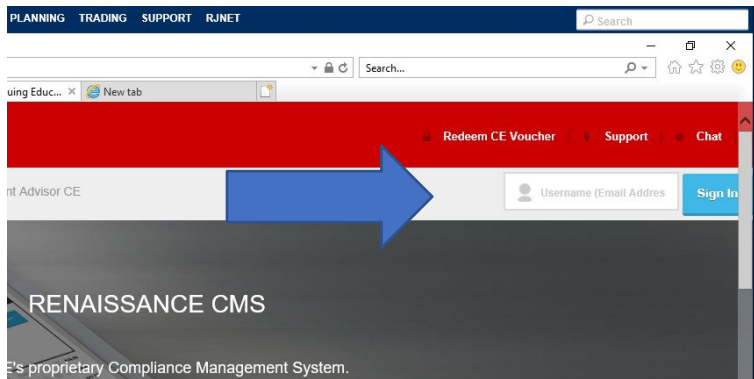 PLANNING TRADING SUPPORT RJNET Search
Search...
uing Educ... New tab
Redeem CE Voucher Support Chat
nt Advisor CE Username (Email Addres Sign In
RENAISSANCE CMS
E's proprietary Compliance Management System.